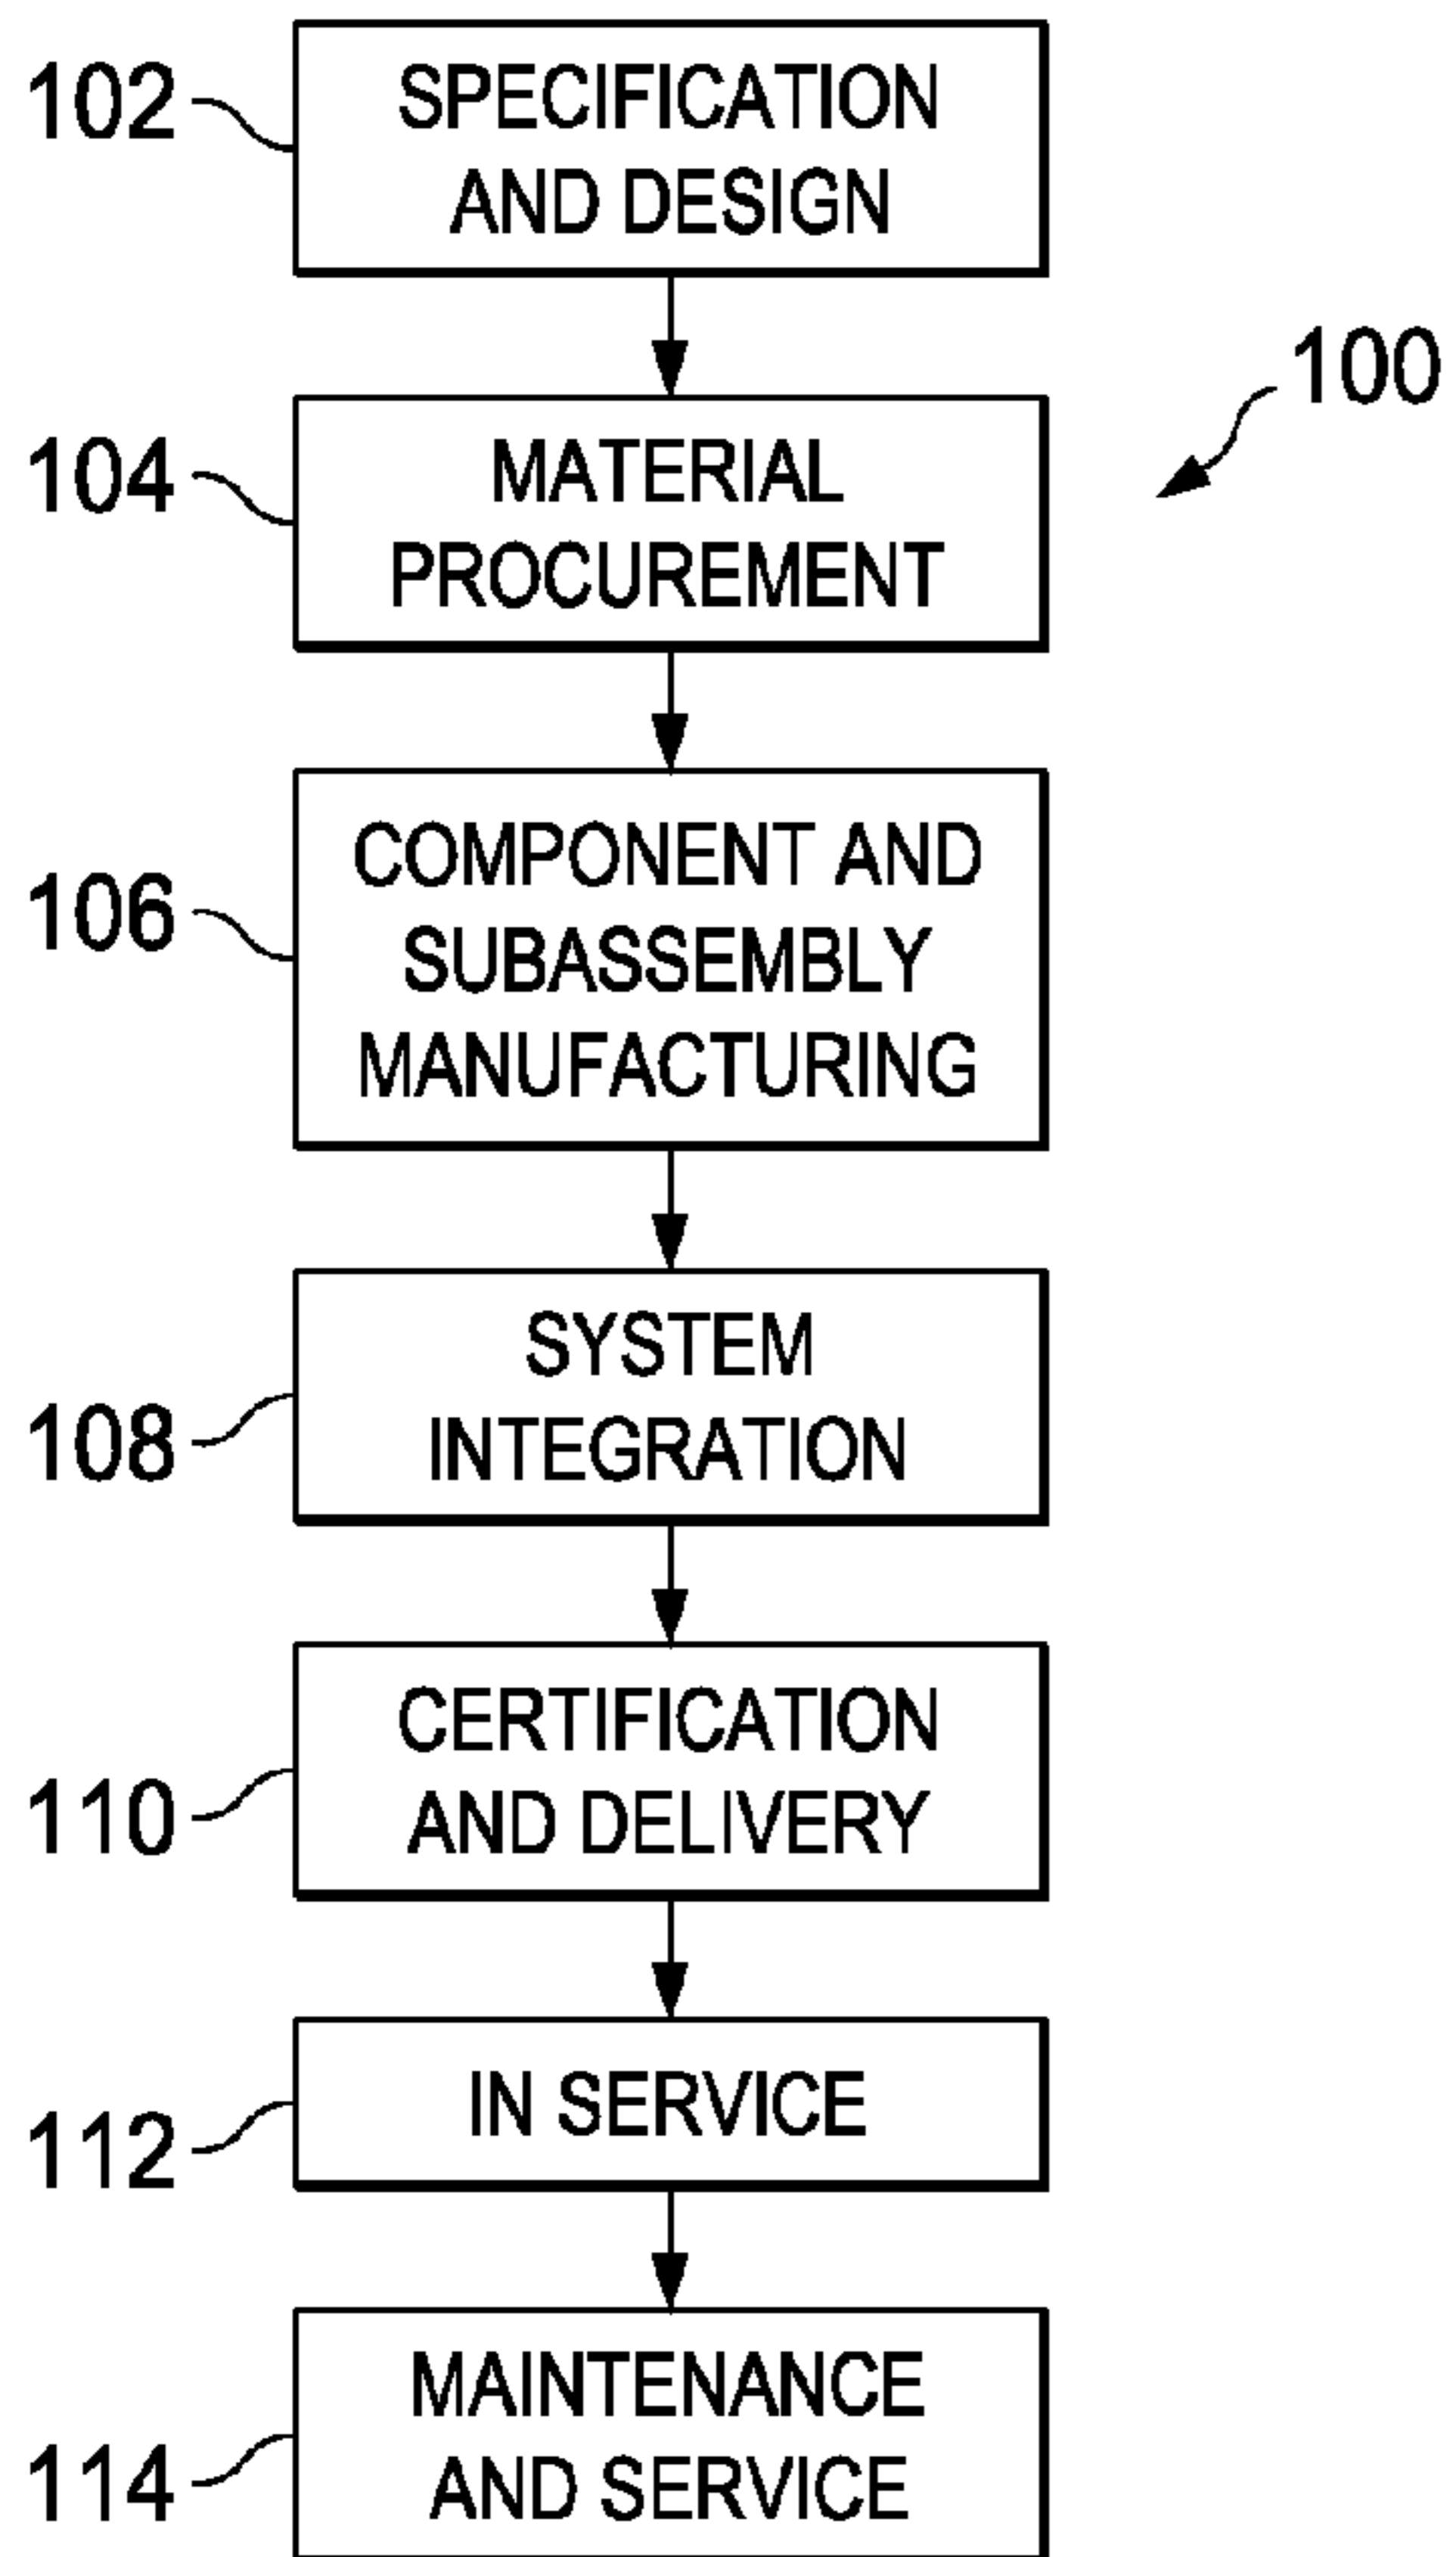 102
SPECIFICATION
AND DESIGN
100
104
MATERIAL
PROCUREMENT
106
COMPONENT AND
SUBASSEMBLY
MANUFACTURING
108
SYSTEM
INTEGRATION
110
CERTIFICATION
AND DELIVERY
112
IN SERVICE
114
MAINTENANCE
AND SERVICE